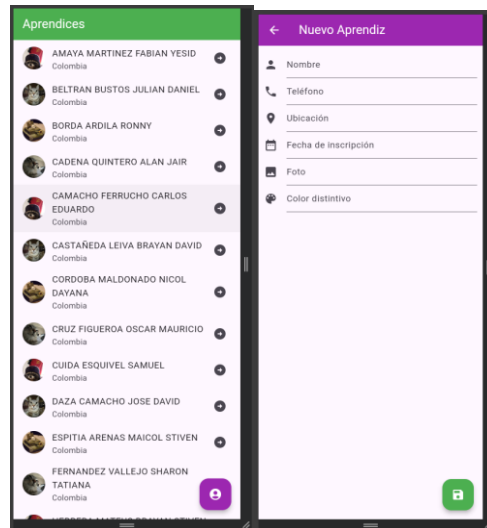 Aprendices
AMAYA MARTINEZ FABIAN YESID
Colombia
BELTRAN BUSTOS JULIAN DANIEL
Colombia
BORDA ARDILA RONNY
Colombia
CADENA QUINTERO ALAN JAIR
Colombia
CAMACHO FERRUCHO CARLOS
EDUARDO
Colombia
CASTAÑEDA LEIVA BRAYAN DAVID
Colombia
CORDOBA MALDONADO NICOL
DAYANA
Colombia
CRUZ FIGUEROA OSCAR MAURICIO
Colombia
CUIDA ESQUIVEL SAMUEL
Colombia
DAZA CAMACHO JOSE DAVID
Colombia
ESPITIA ARENAS MAICOL STIVEN
Colombia
FERNANDEZ VALLEJO SHARON
TATIANA
Colombia
Nuevo Aprendiz
Nombre
Teléfono
Ubicación
Fecha de inscripción
Foto
Color distintivo